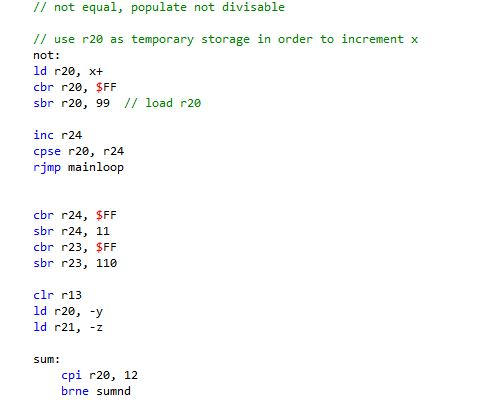 // not equal, populate not divisable
// use r20 as temporary storage in order to increment x
not:
ld r20, x+
cbr r20, $FF
sbr r20, 99  // load r20
inc r24
cpse r20, r24
rjmp mainloop
cbr r24, $FF
sbr r24, 11
cbr r23, $FF
sbr r23, 110
clr r13
ld r20, -y
ld r21, -z
sum:
cpi r20, 12
brne sumnd